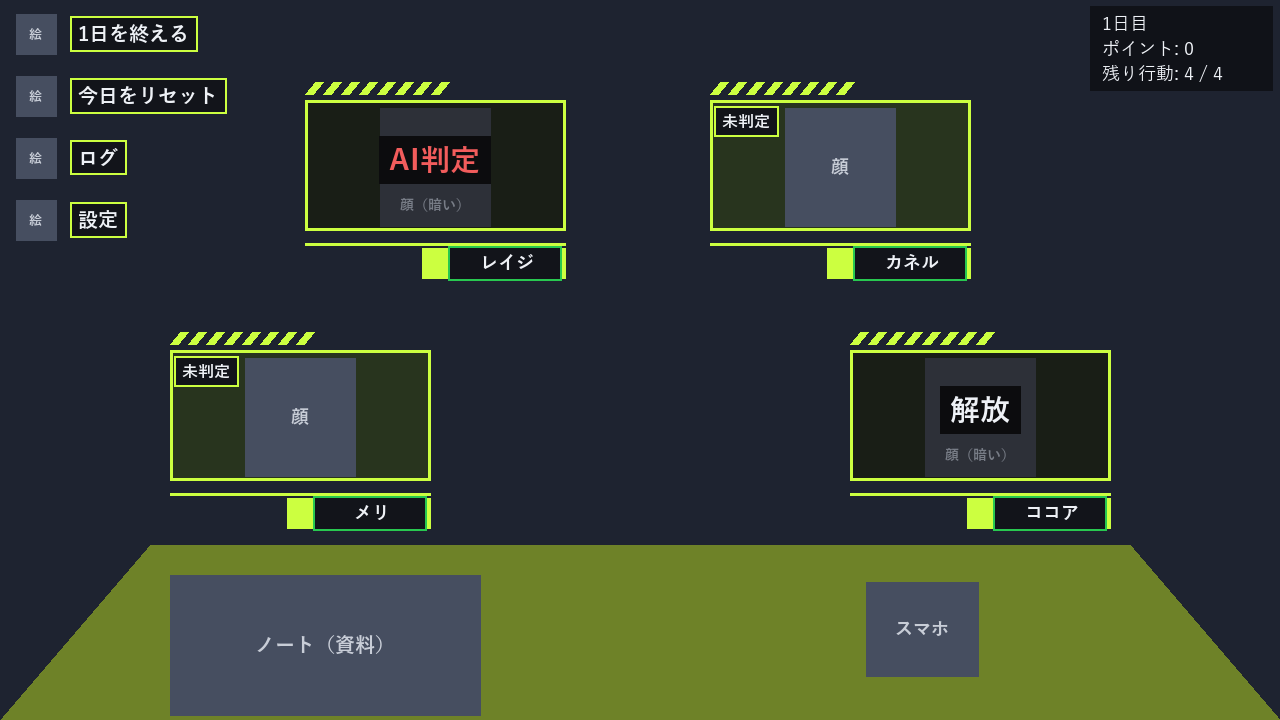 絵
1日を終える
絵
今日をリセット
絵
ログ
絵
設定
1日目
ポイント: 0
残り行動: 4 / 4
AI判定
顔（暗い）
レイジ
未判定
顔
カネル
未判定
顔
メリ
解放
顔（暗い）
ココア
ノート（資料）
スマホ